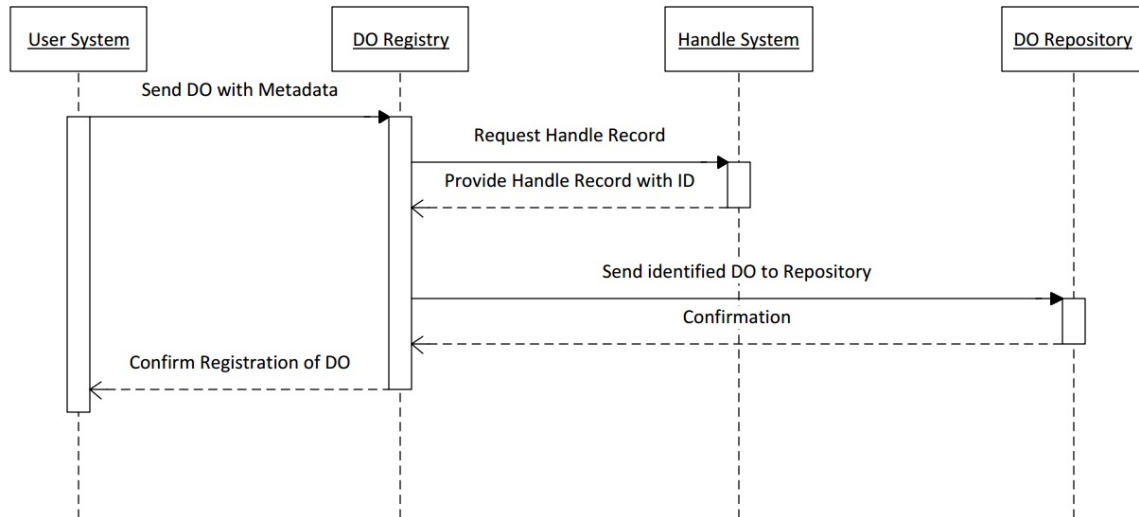 User System
DO Registry
Handle System
DO Repository
Send DO with Metadata
Request Handle Record
Provide Handle Record with ID
Send identified DO to Repository
Confirmation
Confirm Registration of DO